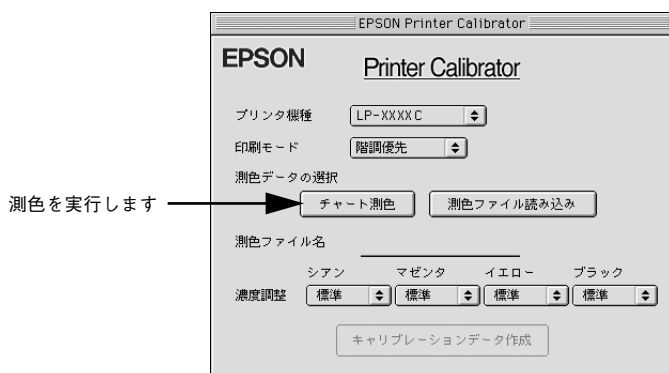 EPSON Printer Calibrator
EPSON
Printer Calibrator
プリンタ機種 LP-XXXXC
印刷モード 階調優先
測色データの選択
測色を実行します
チャート測色 測色ファイル読み込み
測色ファイル名
シアン マゼンタ イエロー ブラック
濃度調整 標準 標準 標準 標準
キャリブレーションデータ作成